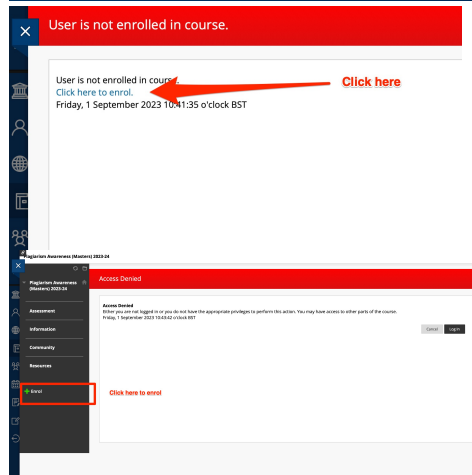 User is not enrolled in course.
User is not enrolled in course.
Click here
Click here to enrol.
Friday, 1 September 2023 10:41:35 o'clock BST
Plagiarism Awareness (Masters) 2023-24
Plagiarism Awareness
(Masters) 2023-24
Access Denied
Access Denied
Either you are not logged in or you do not have the appropriate privileges to perform this action. You may have access to other parts of the course.
Friday, 1 September 2023 10:43:42 o'clock BST
Cancel Log in
Assessment
Information
Community
Resources
Enrol
Click here to enrol